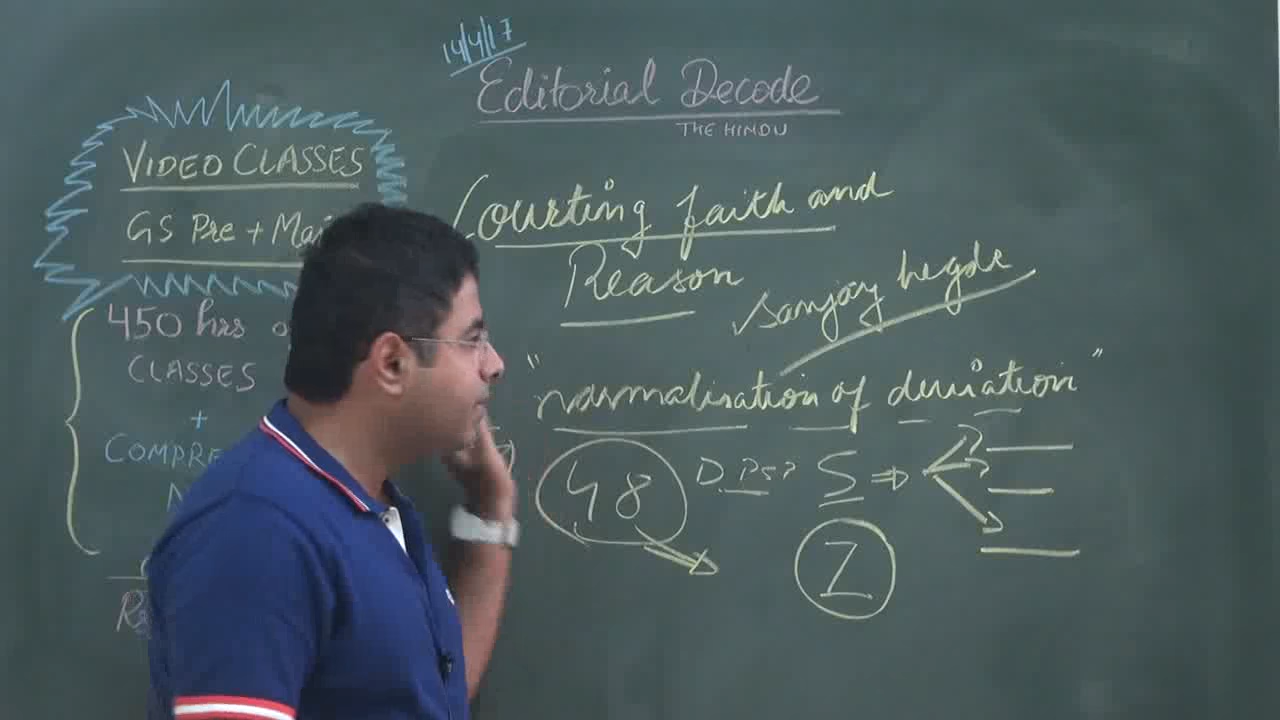 14/4/17
Editorial Decode
THE HINDU
VIDEO CLASSES
GS Pre + Mai
450 hrs o
CLASSES
+
COMPRE
Courting faith and
Reason
Sanjay hegde
"normalisation of deviation"
48 D.PSP S ⇒